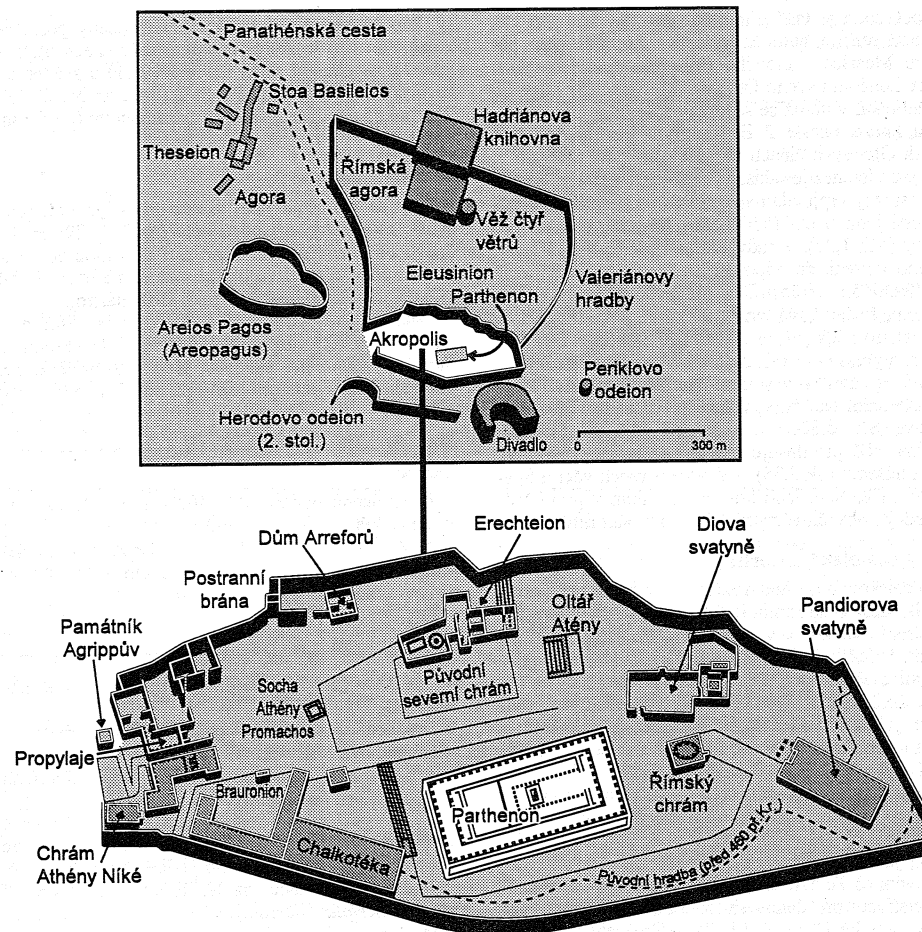 Panathénská cesta
Stoa Basileios
Hadriánova
knihovna
Theseion
Římská
agora
Agora
Věž čtyř
větrů
Eleusinion
Parthenon
Valeriánovy
hradby
Areios Pagos
(Areopagus)
Akropolis
Periklovo
odeion
Herodovo odeion
(2. stol.)
Divadlo
0 300 m
Dům Arreforů
Erechteion
Diova
svatyně
Postranní
brána
Oltář
Atény
Pandiorova
svatyně
Památník
Agrippův
Původní
severní chrám
Socha
Athény
Promachos
Propylaje
Brauronion
Parthenon
Římský
chrám
Chrám
Athény Níké
Chalkotéka
Původní hradba (před 460 př. Kr.)